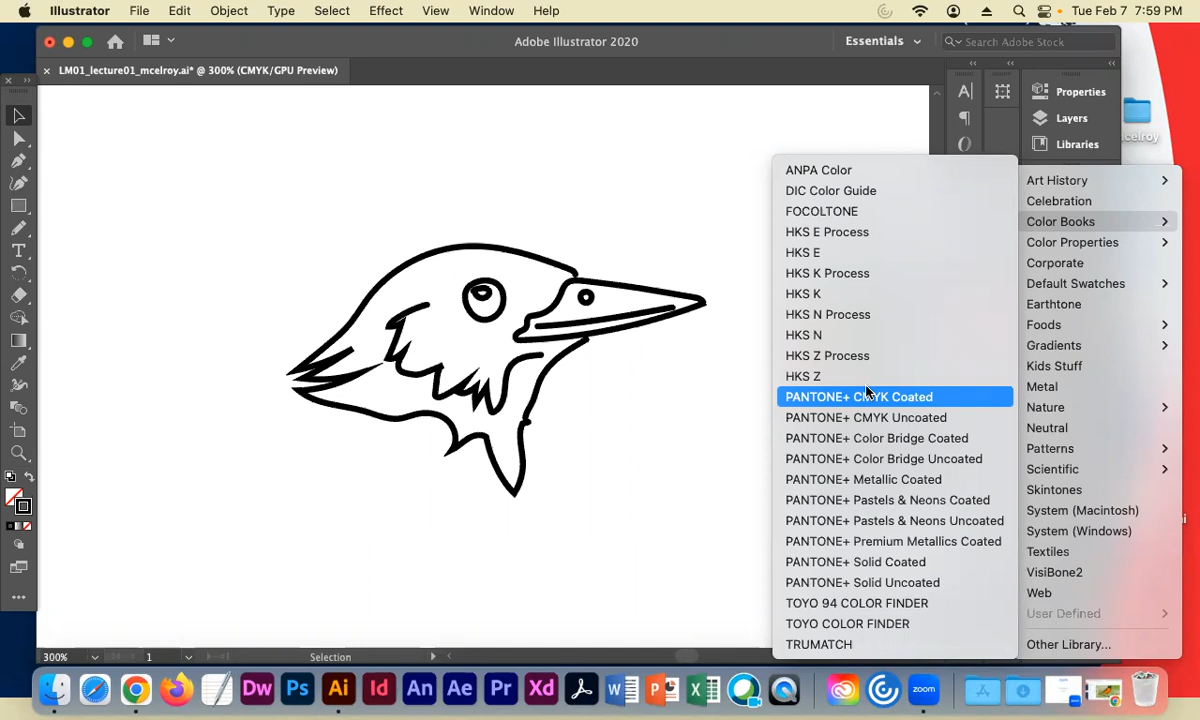 Illustrator File Edit Object Type Select Effect View Window Help Tue Feb 7 7:59 PM
Adobe Illustrator 2020 Essentials Search Adobe Stock
× LM01_lecture01_mcelroy.ai* @ 300% (CMYK/GPU Preview)
Properties
Layers
Libraries
ANPA Color
DIC Color Guide
FOCOLTONE
HKS E Process
HKS E
HKS K Process
HKS K
HKS N Process
HKS N
HKS Z Process
HKS Z
PANTONE+ CMYK Coated
PANTONE+ CMYK Uncoated
PANTONE+ Color Bridge Coated
PANTONE+ Color Bridge Uncoated
PANTONE+ Metallic Coated
PANTONE+ Pastels & Neons Coated
PANTONE+ Pastels & Neons Uncoated
PANTONE+ Premium Metallics Coated
PANTONE+ Solid Coated
PANTONE+ Solid Uncoated
TOYO 94 COLOR FINDER
TOYO COLOR FINDER
TRUMATCH
Art History
Celebration
Color Books
Color Properties
Corporate
Default Swatches
Earthtone
Foods
Gradients
Kids Stuff
Metal
Nature
Neutral
Patterns
Scientific
Skintones
System (Macintosh)
System (Windows)
Textiles
VisiBone2
Web
User Defined
Other Library...
300% 1 Selection
Dw Ps Ai Id An Ae Pr Xd W P X zoom